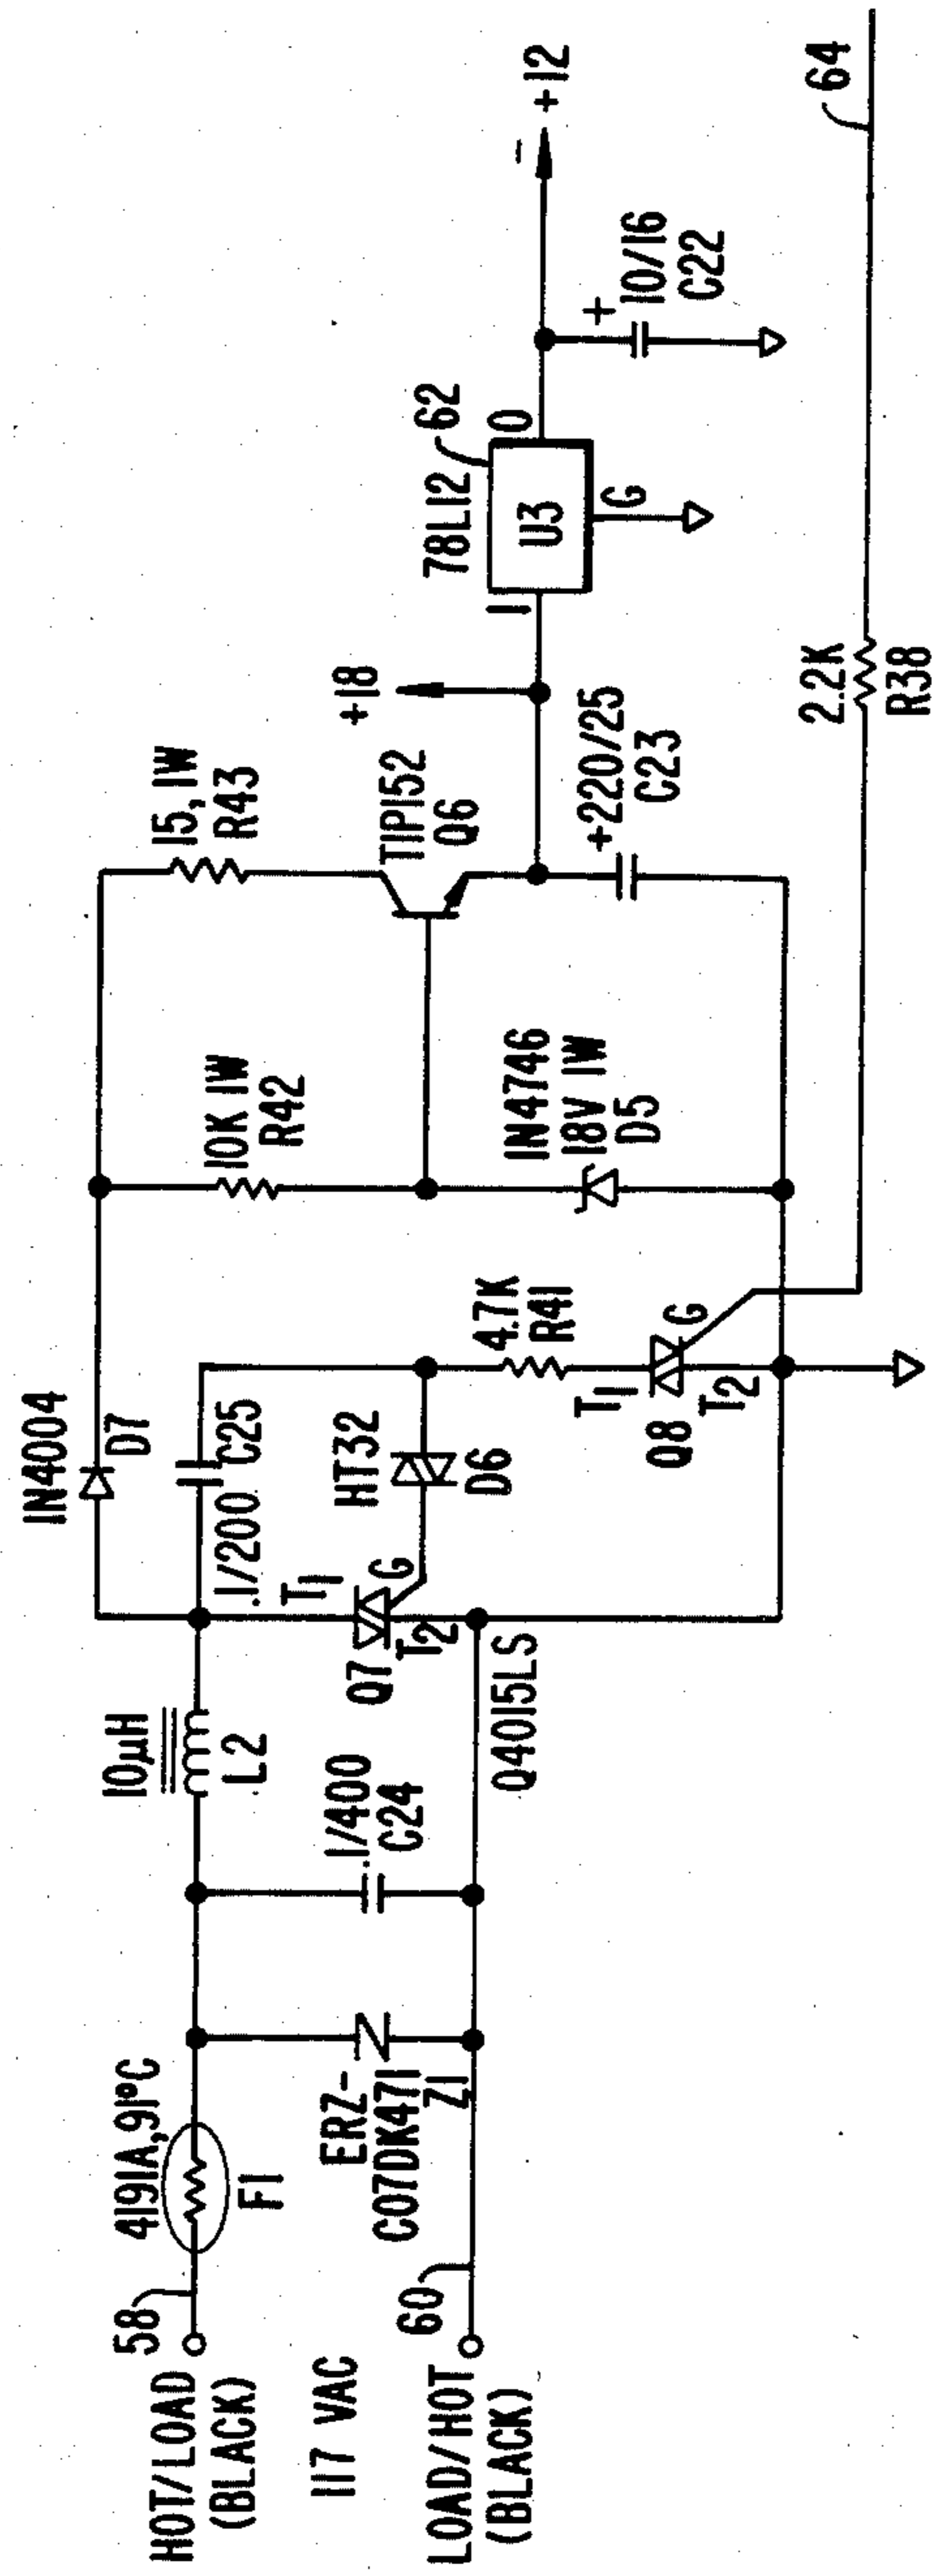 HOT/LOAD
(BLACK)
117 VAC
LOAD/HOT
(BLACK)
58
60
4191A,91°C
F1
ERZ-
C07DK471
Z1
.1/400
C24
10µH
L2
1N4004
D7
.1/200 C25
T1
G
T2
Q7
Q4015LS
HT32
D6
4.7K
R41
T1
G
T2
Q8
10K 1W
R42
1N4746
18V 1W
D5
15, 1W
R43
TIP152
Q6
+220/25
C23
+18
78L12
62
I
U3
O
G
+
10/16
C22
+12
2.2K
R38
64